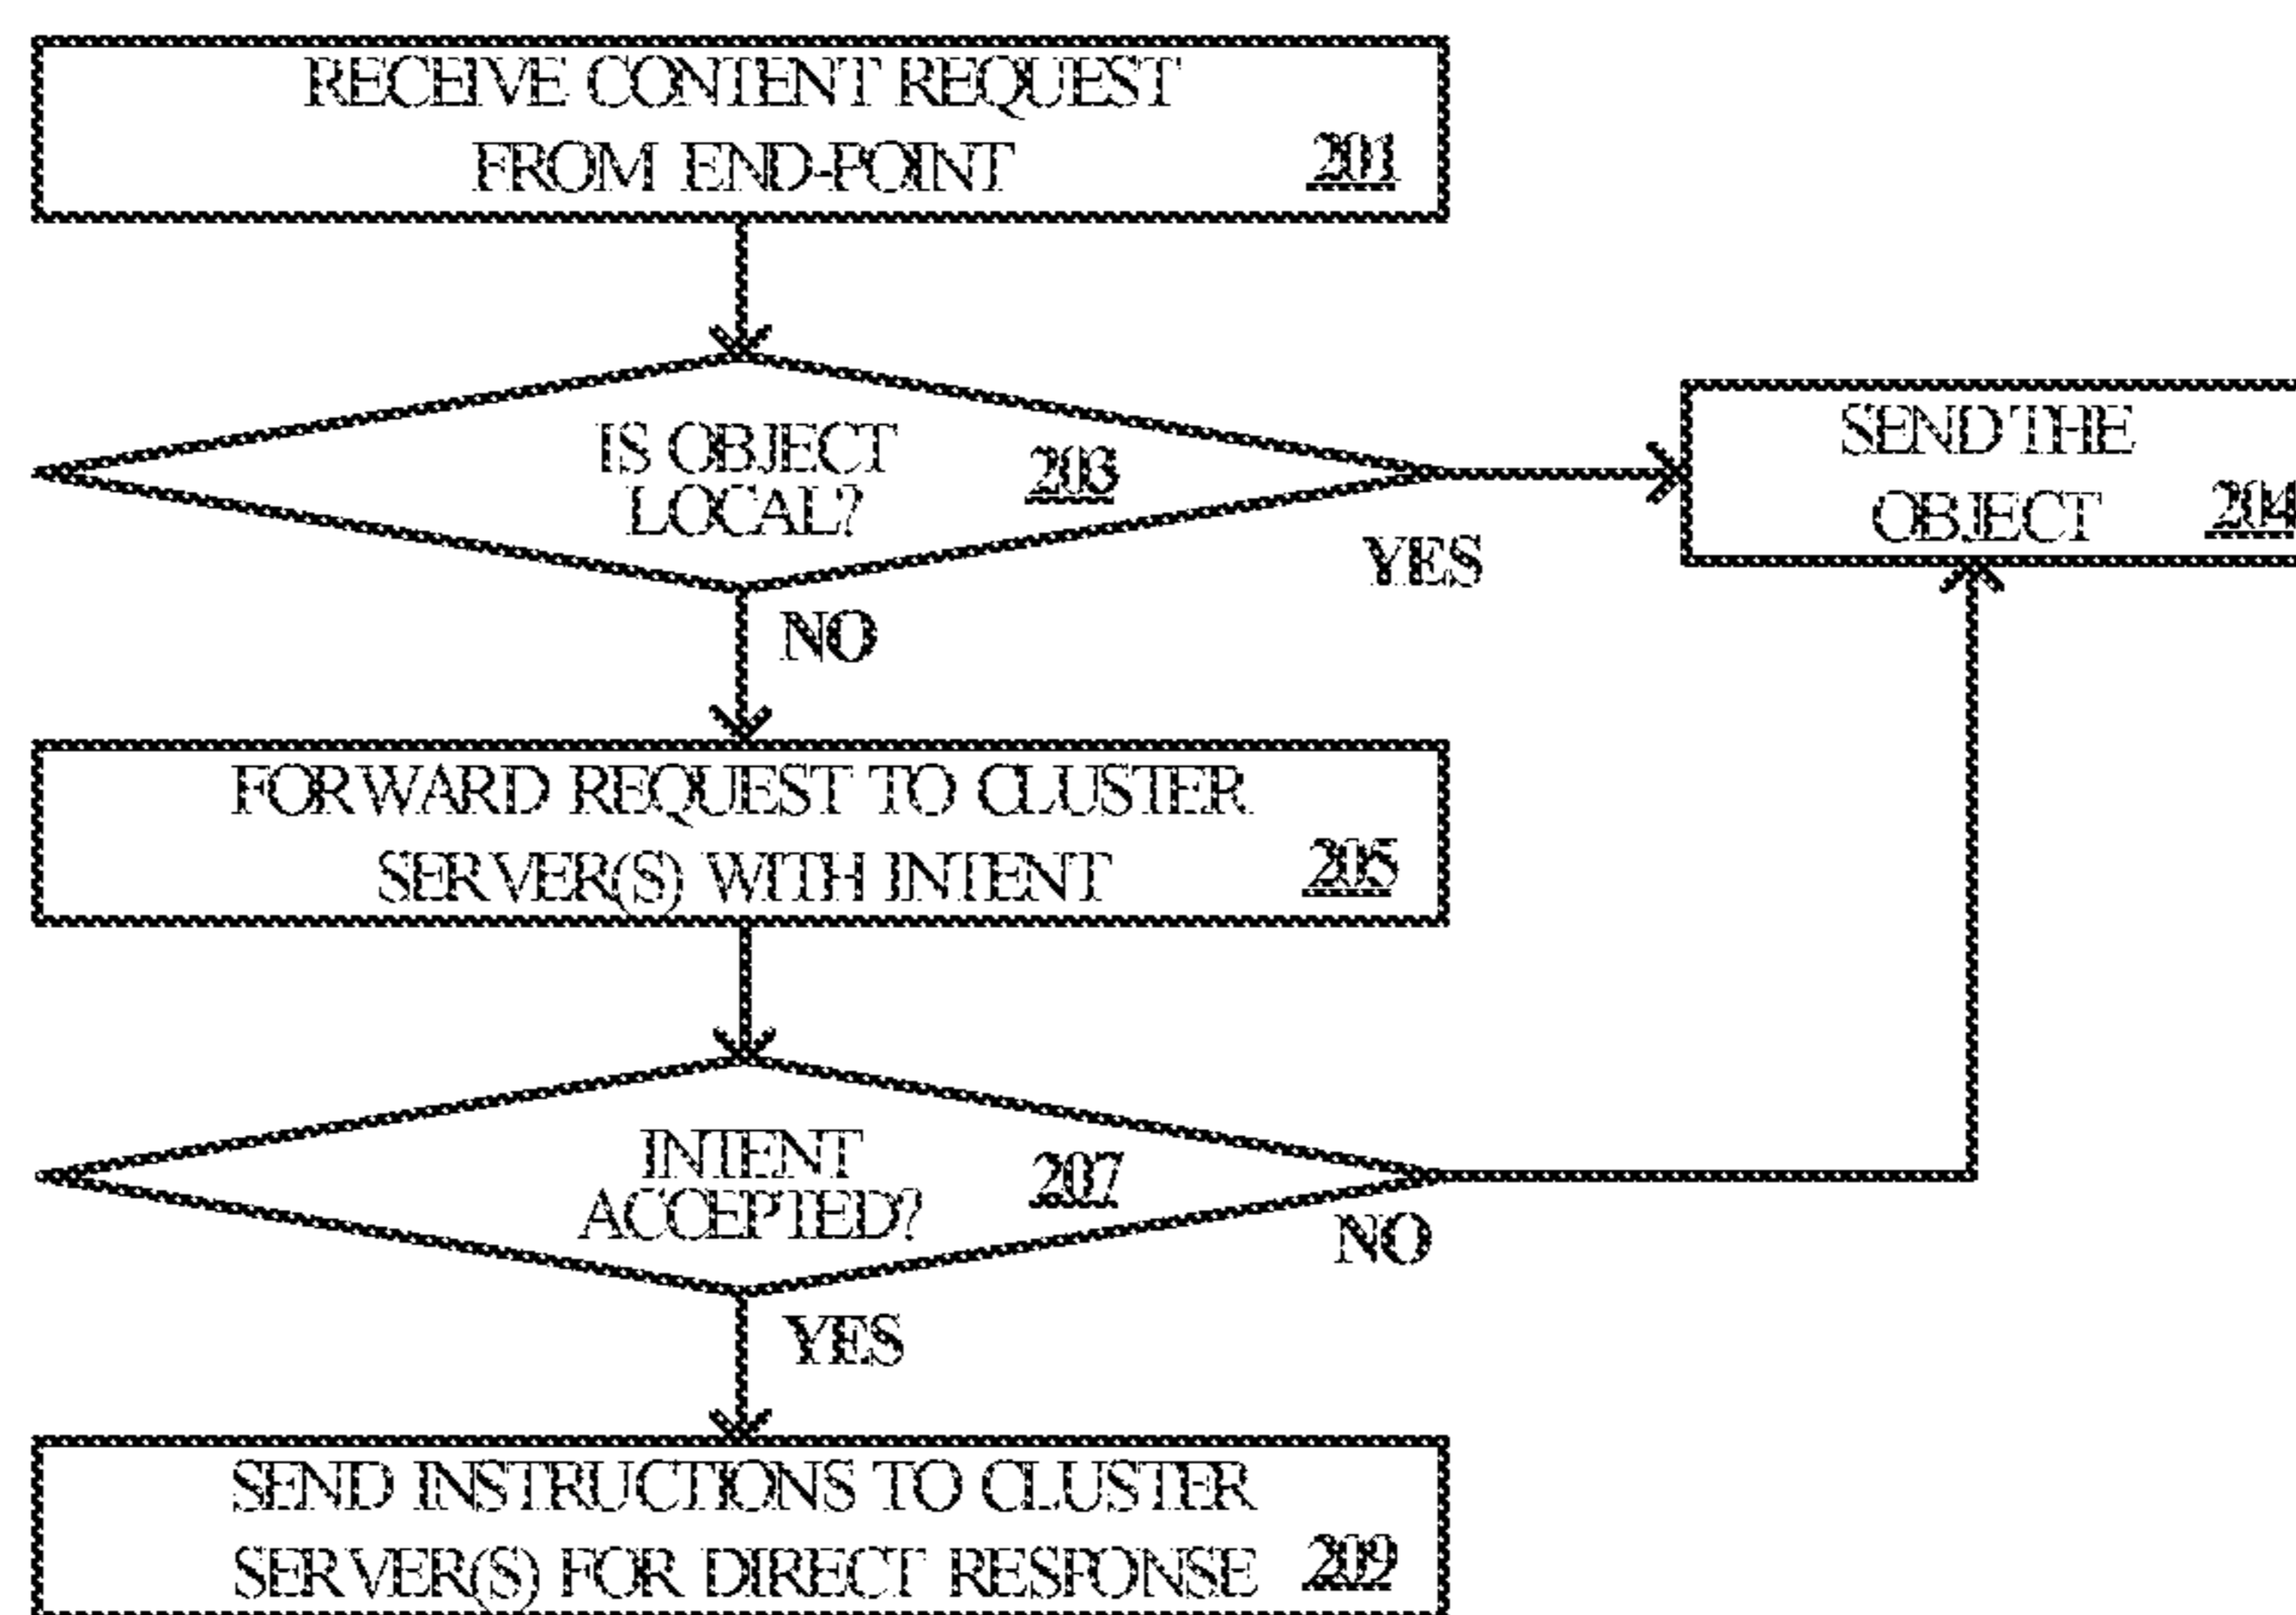 RECEIVE CONTENT REQUEST
FROM END-POINT 201
IS OBJECT
LOCAL? 203
YES
SEND THE
OBJECT 204
NO
FORWARD REQUEST TO CLUSTER
SERVER(S) WITH INTENT 205
INTENT
ACCEPTED? 207
NO
YES
SEND INSTRUCTIONS TO CLUSTER
SERVER(S) FOR DIRECT RESPONSE 209